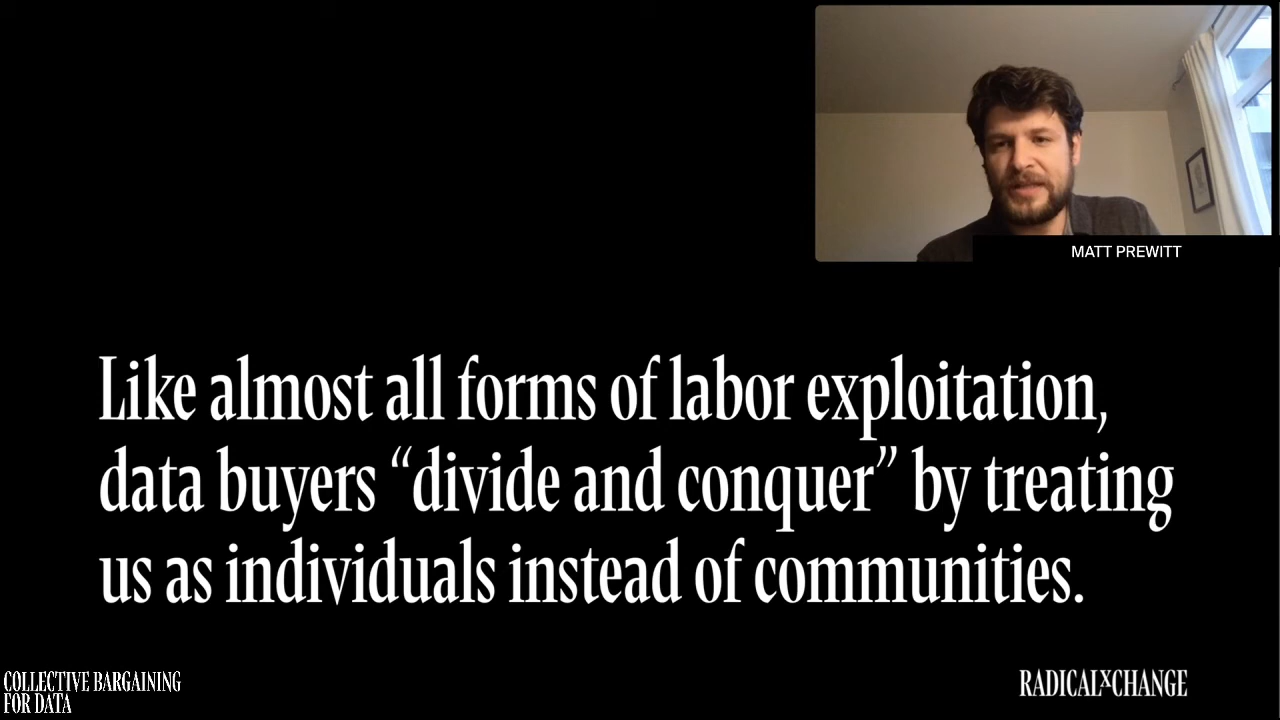 MATT PREWITT
Like almost all forms of labor exploitation,
data buyers “divide and conquer” by treating
us as individuals instead of communities.
COLLECTIVE BARGAINING
FOR DATA
RADICALxCHANGE